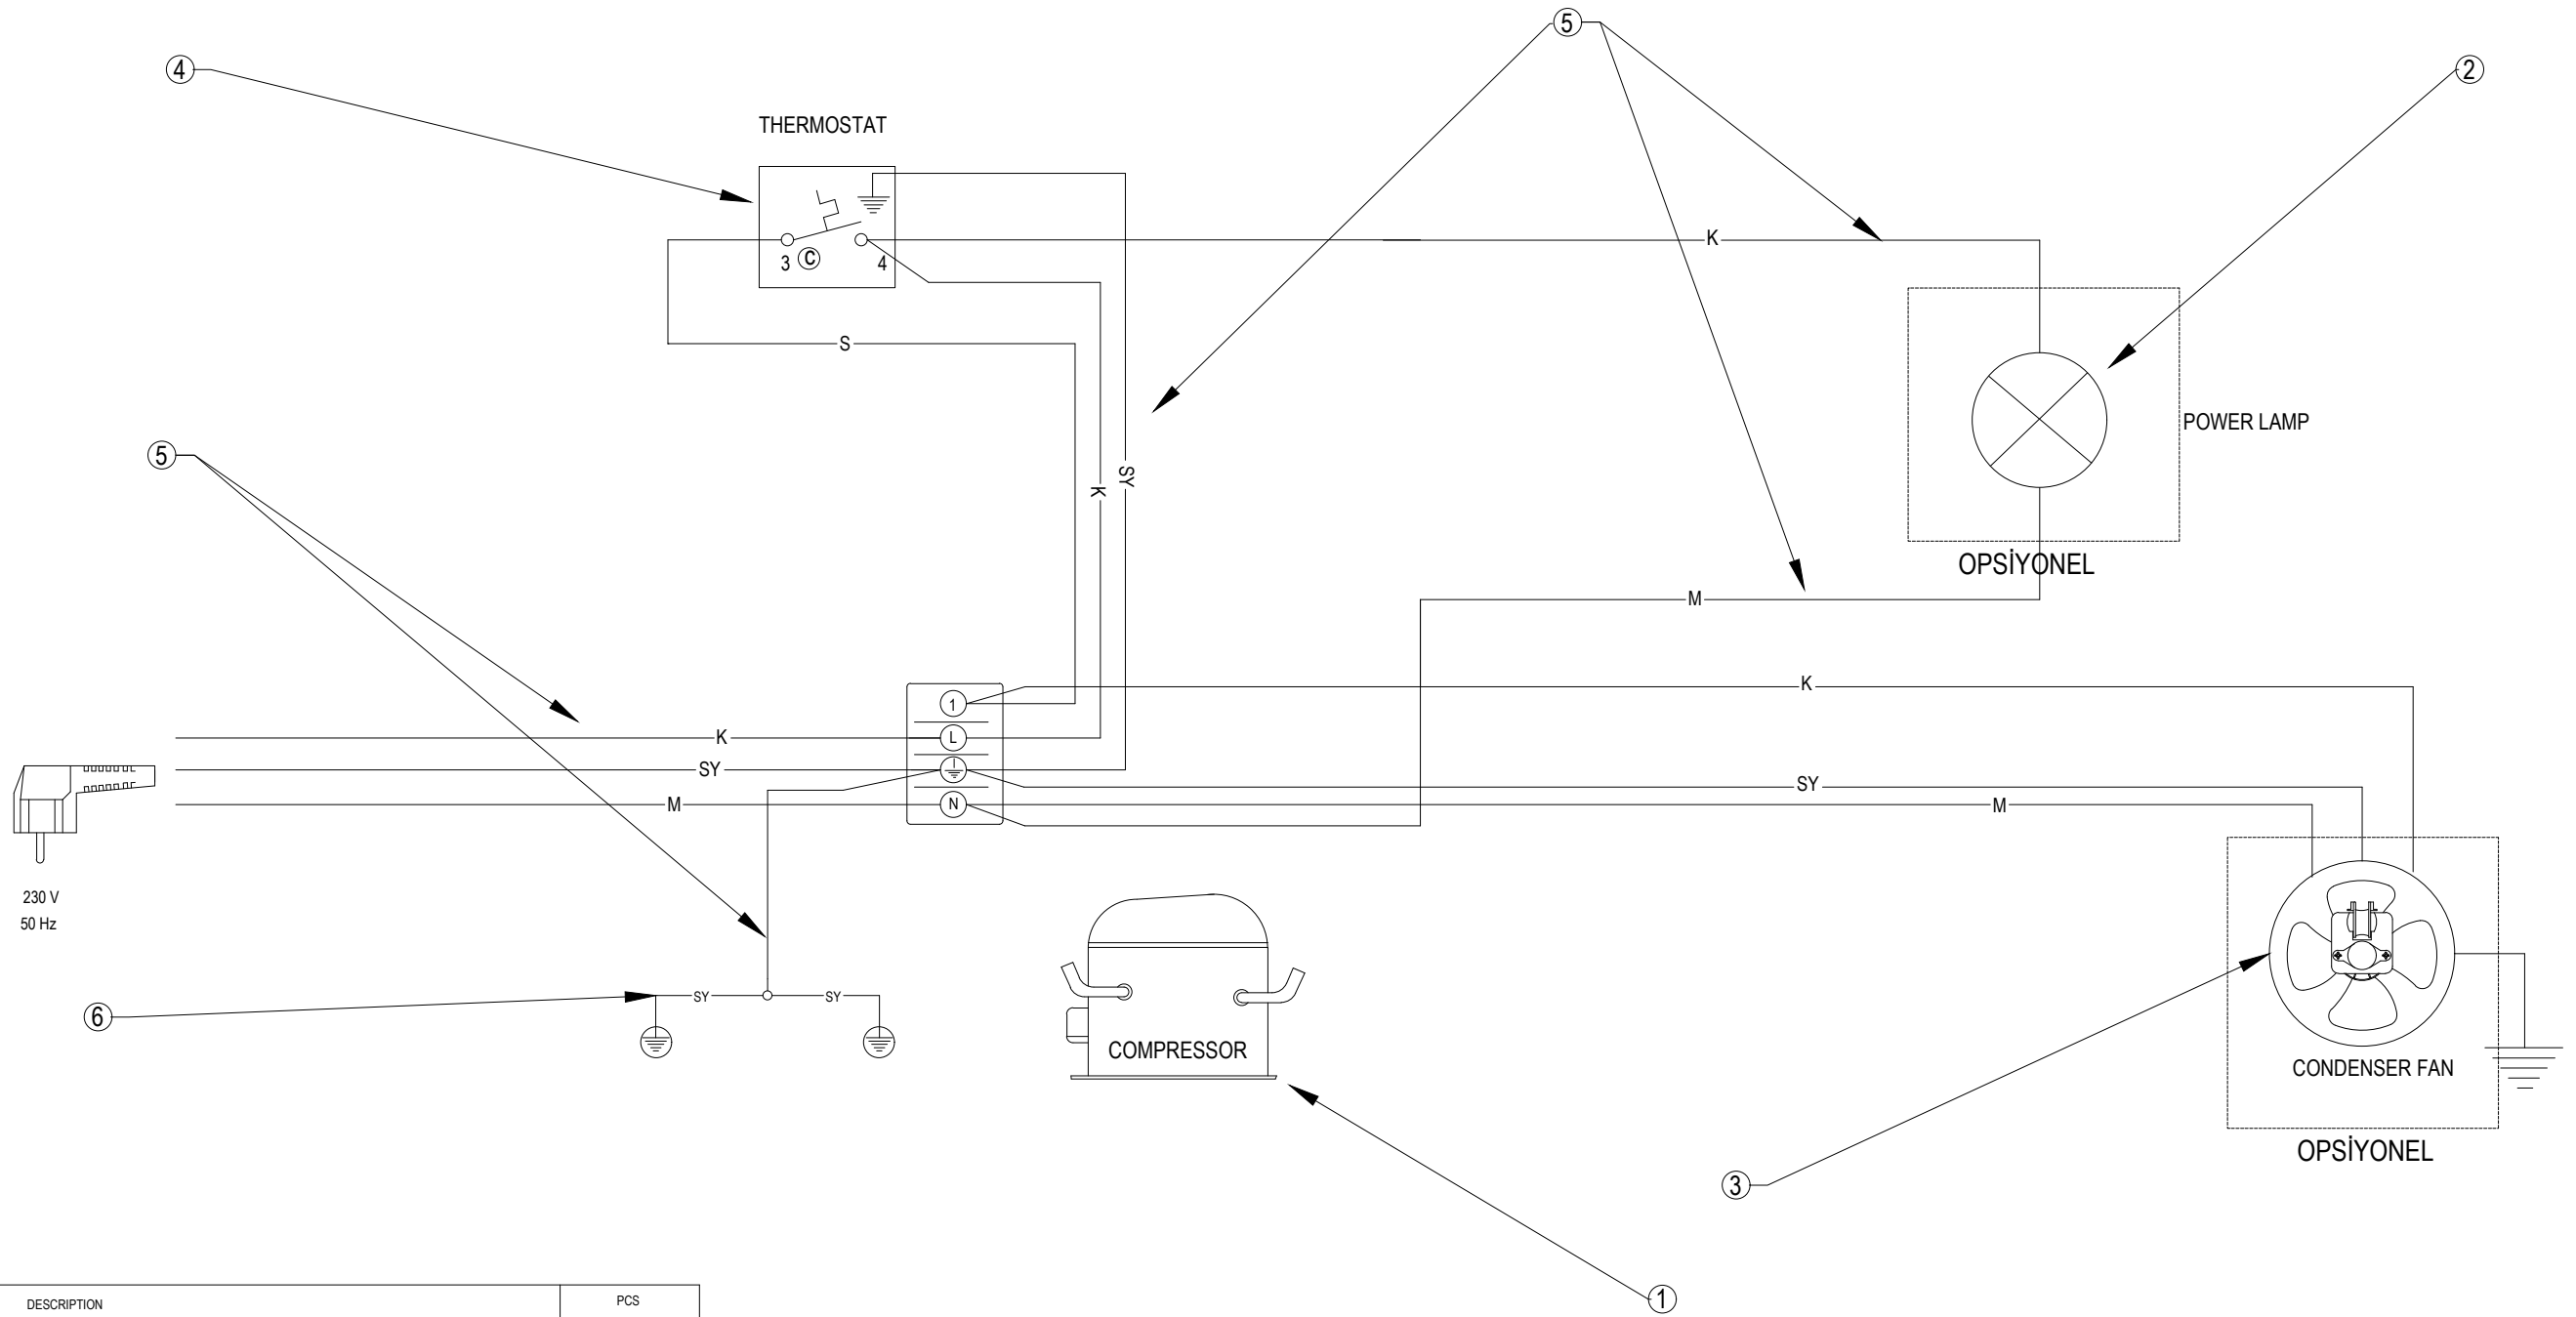 5
4
2
THERMOSTAT
K
3 C 4
S
POWER LAMP
5
SY
K
OPSİYONEL
M
1
K
K
L
SY
SY
M
N
M
230 V
50 Hz
SY
SY
6
COMPRESSOR
CONDENSER FAN
OPSİYONEL
3
1
DESCRIPTION
PCS